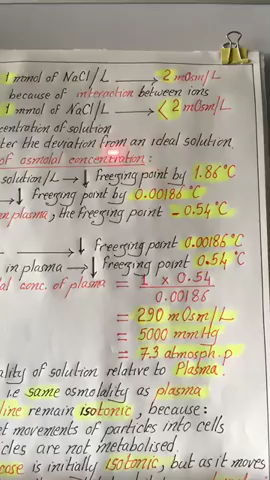 1 mmol of NaCl/L → 2 mOsm/L
because of interaction between ions
1 mmol of NaCl/L → < 2 mOsm/L
centration of solution
ter the deviation from an ideal solution.
of osmolal concentration:
solution/L → ↓ freezing point by 1.86 °C
→ ↓ freezing point by 0.00186 °C
plasma, the freezing point - 0.54 °C
→ ↓ freezing point 0.00186 °C
in plasma → ↓ freezing point 0.54 °C
al conc. of plasma = 1 x 0.54
0.00186
= 290 mOsm/L
= 5000 mmHg
= 7.3 atmosph. p
ality of solution relative to Plasma.
i.e same osmolality as plasma
line remain isotonic, because:
et movements of particles into cells
cles are not metabolised.
ose is initially isotonic, but as it moves